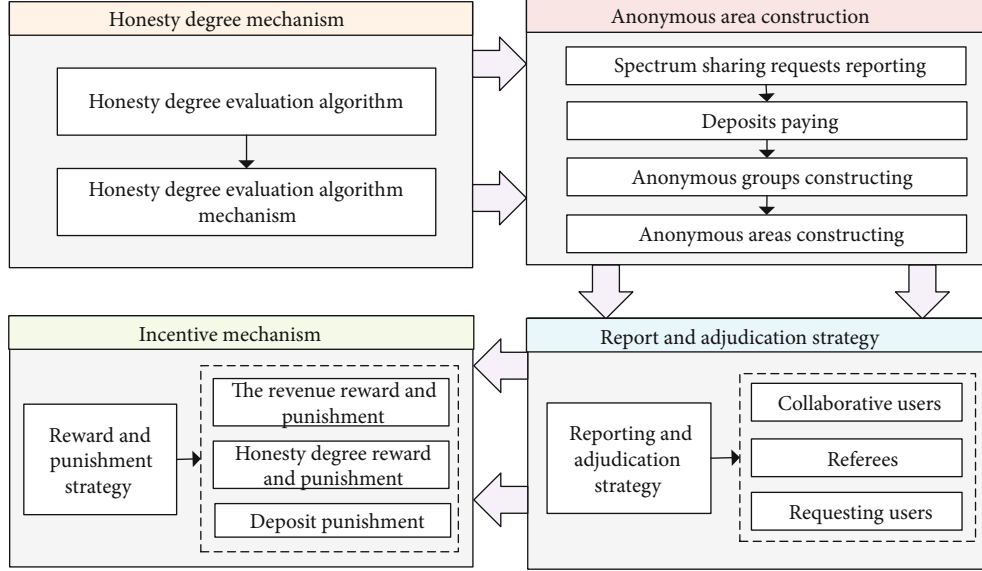 Honesty degree mechanism
Honesty degree evaluation algorithm
Honesty degree evaluation algorithm
mechanism
Anonymous area construction
Spectrum sharing requests reporting
Deposits paying
Anonymous groups constructing
Anonymous areas constructing
Incentive mechanism
Reward and
punishment
strategy
The revenue reward and
punishment
Honesty degree reward
and punishment
Deposit punishment
Report and adjudication strategy
Reporting and
adjudication
strategy
Collaborative users
Referees
Requesting users